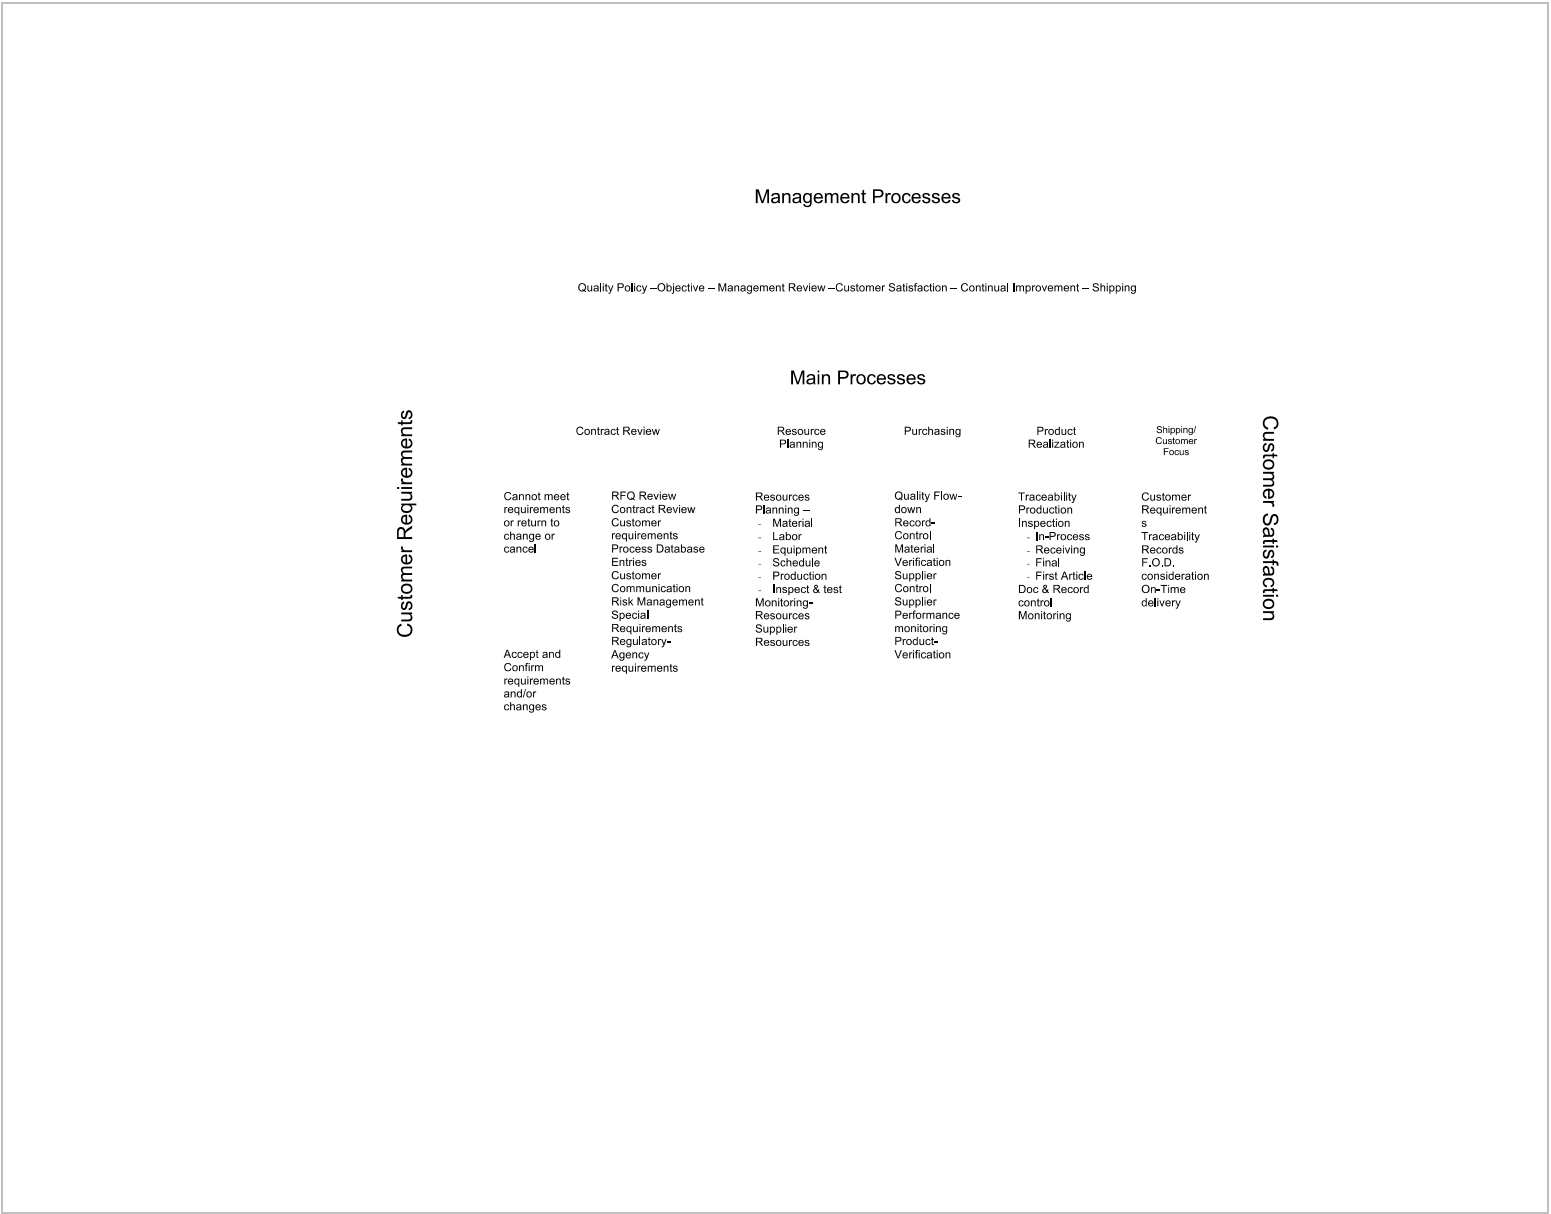 Management Processes
Quality Policy –Objective – Management Review –Customer Satisfaction – Continual Improvement – Shipping
Main Processes
Customer Requirements
Contract Review
Cannot meet
requirements
or return to
change or
cancel
Accept and
Confirm
requirements
and/or
changes
RFQ Review
Contract Review
Customer
requirements
Process Database
Entries
Customer
Communication
Risk Management
Special
Requirements
Regulatory-
Agency
requirements
Resource
Planning
Resources
Planning –
- Material
- Labor
- Equipment
- Schedule
- Production
- Inspect & test
Monitoring-
Resources
Supplier
Resources
Purchasing
Quality Flow-
down
Record-
Control
Material
Verification
Supplier
Control
Supplier
Performance
monitoring
Product-
Verification
Product
Realization
Traceability
Production
Inspection
- In-Process
- Receiving
- Final
- First Article
Doc & Record
control
Monitoring
Shipping/
Customer
Focus
Customer
Requirement
s
Traceability
Records
F.O.D.
consideration
On-Time
delivery
Customer Satisfaction